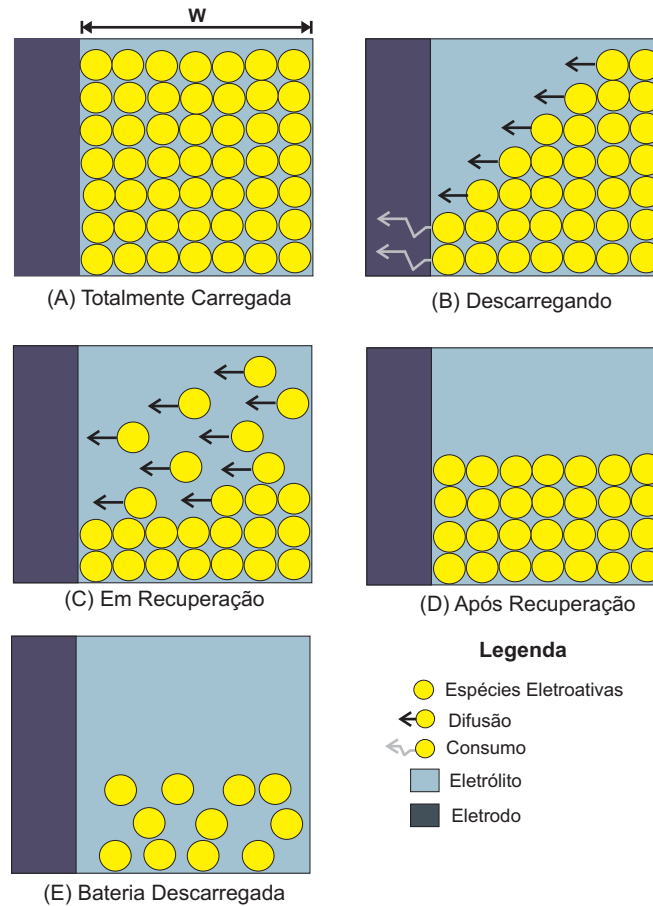 W
(A) Totalmente Carregada
(B) Descarregando
(C) Em Recuperação
(D) Após Recuperação
Legenda
Espécies Eletroativas
Difusão
Consumo
Eletrólito
Eletrodo
(E) Bateria Descarregada